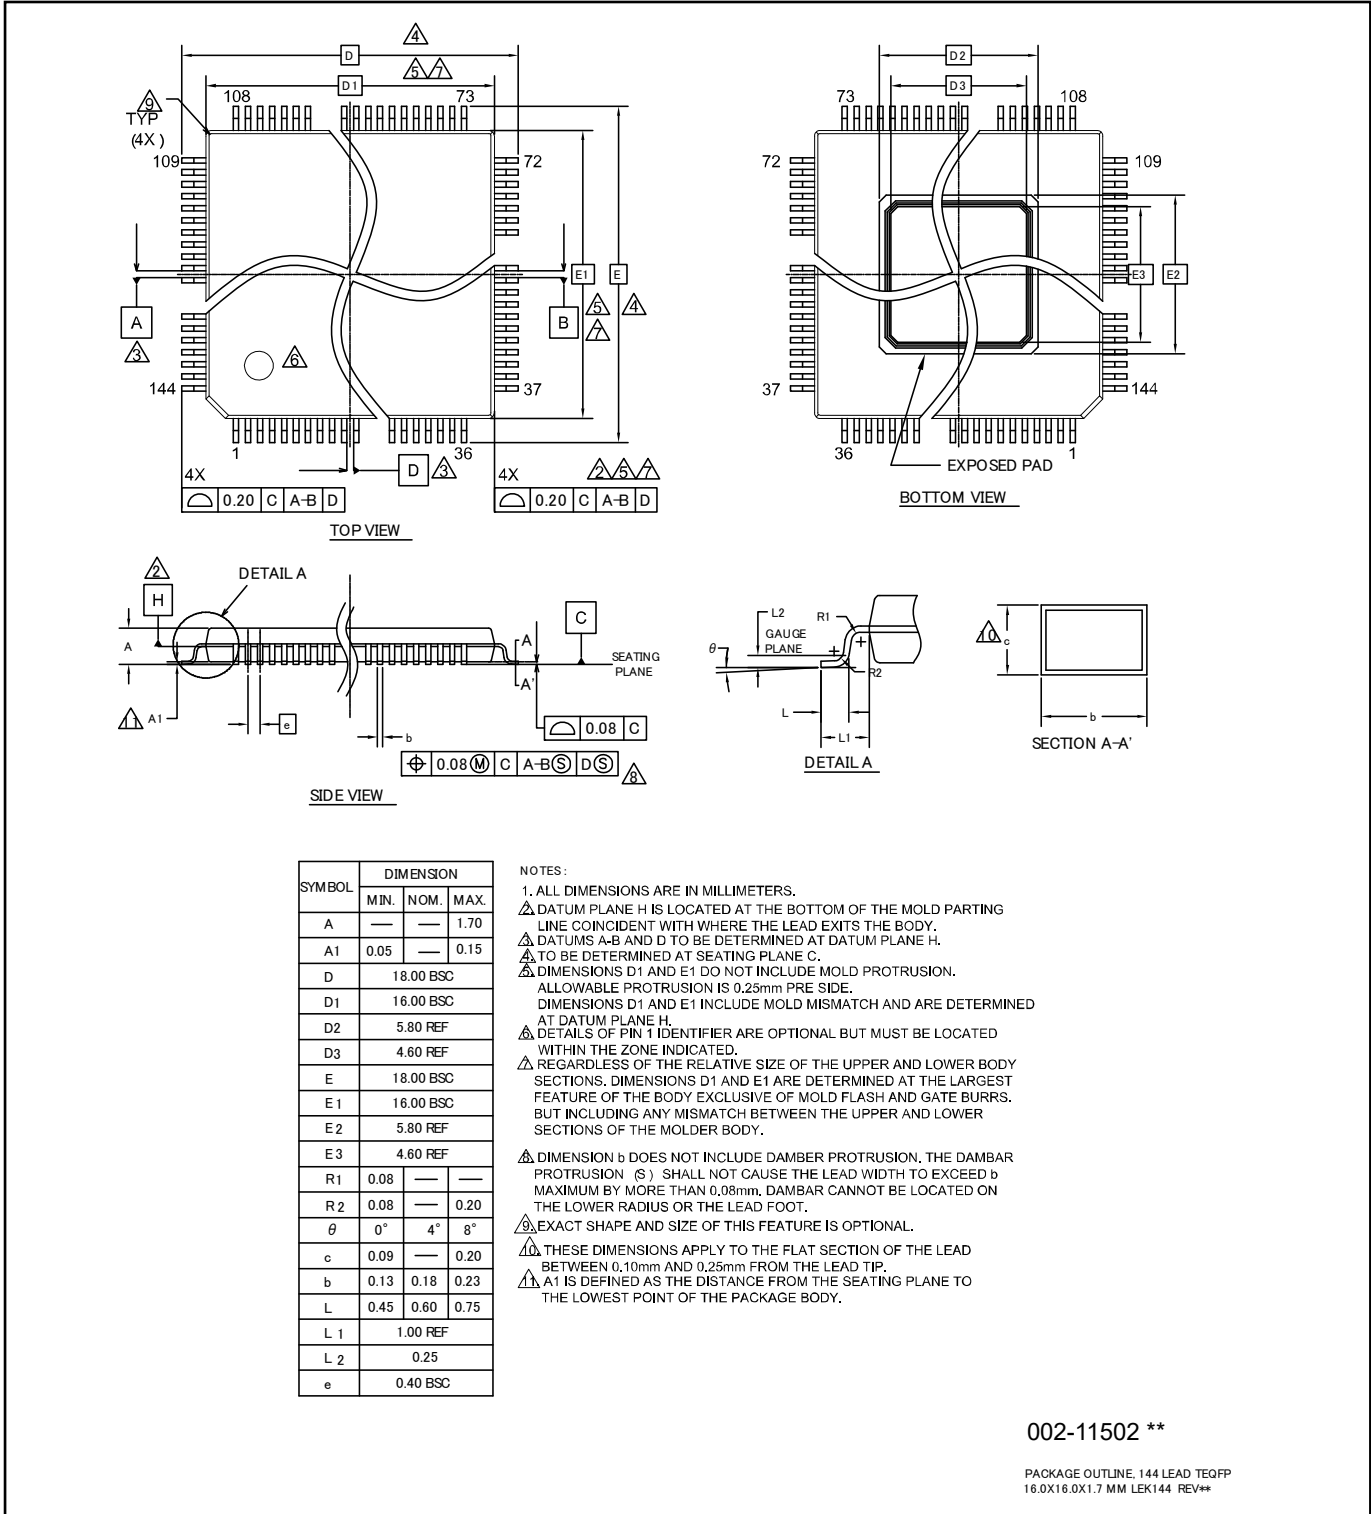 4
D
5 7
D1
108
73
9
TYP
(4X)
109
72
A
3
B
E1
E
5
4
7
6
144
37
1
36
D
3
4X
0.20 C A-B D
4X
2 5 7
0.20 C A-B D
TOP VIEW
D2
D3
73
108
72
109
E3
E2
37
144
36
1
EXPOSED PAD
BOTTOM VIEW
2
H
DETAIL A
A
A
A'
C
SEATING
PLANE
11 A1
e
b
0.08 C
0.08 Ⓜ C A-B Ⓢ D Ⓢ
8
SIDE VIEW
L2
R1
GAUGE
PLANE
θ
R2
L
L1
DETAIL A
10 c
b
SECTION A-A'
SYMBOL DIMENSION
MIN. NOM. MAX.
A — — 1.70
A1 0.05 — 0.15
D 18.00 BSC
D1 16.00 BSC
D2 5.80 REF
D3 4.60 REF
E 18.00 BSC
E1 16.00 BSC
E2 5.80 REF
E3 4.60 REF
R1 0.08 — —
R2 0.08 — 0.20
θ 0° 4° 8°
c 0.09 — 0.20
b 0.13 0.18 0.23
L 0.45 0.60 0.75
L 1 1.00 REF
L 2 0.25
e 0.40 BSC
NOTES:
1. ALL DIMENSIONS ARE IN MILLIMETERS.
2. DATUM PLANE H IS LOCATED AT THE BOTTOM OF THE MOLD PARTING
LINE COINCIDENT WITH WHERE THE LEAD EXITS THE BODY.
3. DATUMS A-B AND D TO BE DETERMINED AT DATUM PLANE H.
4. TO BE DETERMINED AT SEATING PLANE C.
5. DIMENSIONS D1 AND E1 DO NOT INCLUDE MOLD PROTRUSION.
ALLOWABLE PROTRUSION IS 0.25mm PRE SIDE.
DIMENSIONS D1 AND E1 INCLUDE MOLD MISMATCH AND ARE DETERMINED
AT DATUM PLANE H.
6. DETAILS OF PIN 1 IDENTIFIER ARE OPTIONAL BUT MUST BE LOCATED
WITHIN THE ZONE INDICATED.
7. REGARDLESS OF THE RELATIVE SIZE OF THE UPPER AND LOWER BODY
SECTIONS. DIMENSIONS D1 AND E1 ARE DETERMINED AT THE LARGEST
FEATURE OF THE BODY EXCLUSIVE OF MOLD FLASH AND GATE BURRS.
BUT INCLUDING ANY MISMATCH BETWEEN THE UPPER AND LOWER
SECTIONS OF THE MOLDER BODY.
8. DIMENSION b DOES NOT INCLUDE DAMBER PROTRUSION. THE DAMBAR
PROTRUSION (S) SHALL NOT CAUSE THE LEAD WIDTH TO EXCEED b
MAXIMUM BY MORE THAN 0.08mm. DAMBAR CANNOT BE LOCATED ON
THE LOWER RADIUS OR THE LEAD FOOT.
9. EXACT SHAPE AND SIZE OF THIS FEATURE IS OPTIONAL.
10. THESE DIMENSIONS APPLY TO THE FLAT SECTION OF THE LEAD
BETWEEN 0.10mm AND 0.25mm FROM THE LEAD TIP.
11. A1 IS DEFINED AS THE DISTANCE FROM THE SEATING PLANE TO
THE LOWEST POINT OF THE PACKAGE BODY.
002-11502 **
PACKAGE OUTLINE, 144 LEAD TEQFP
16.0X16.0X1.7 MM LEK144 REV**